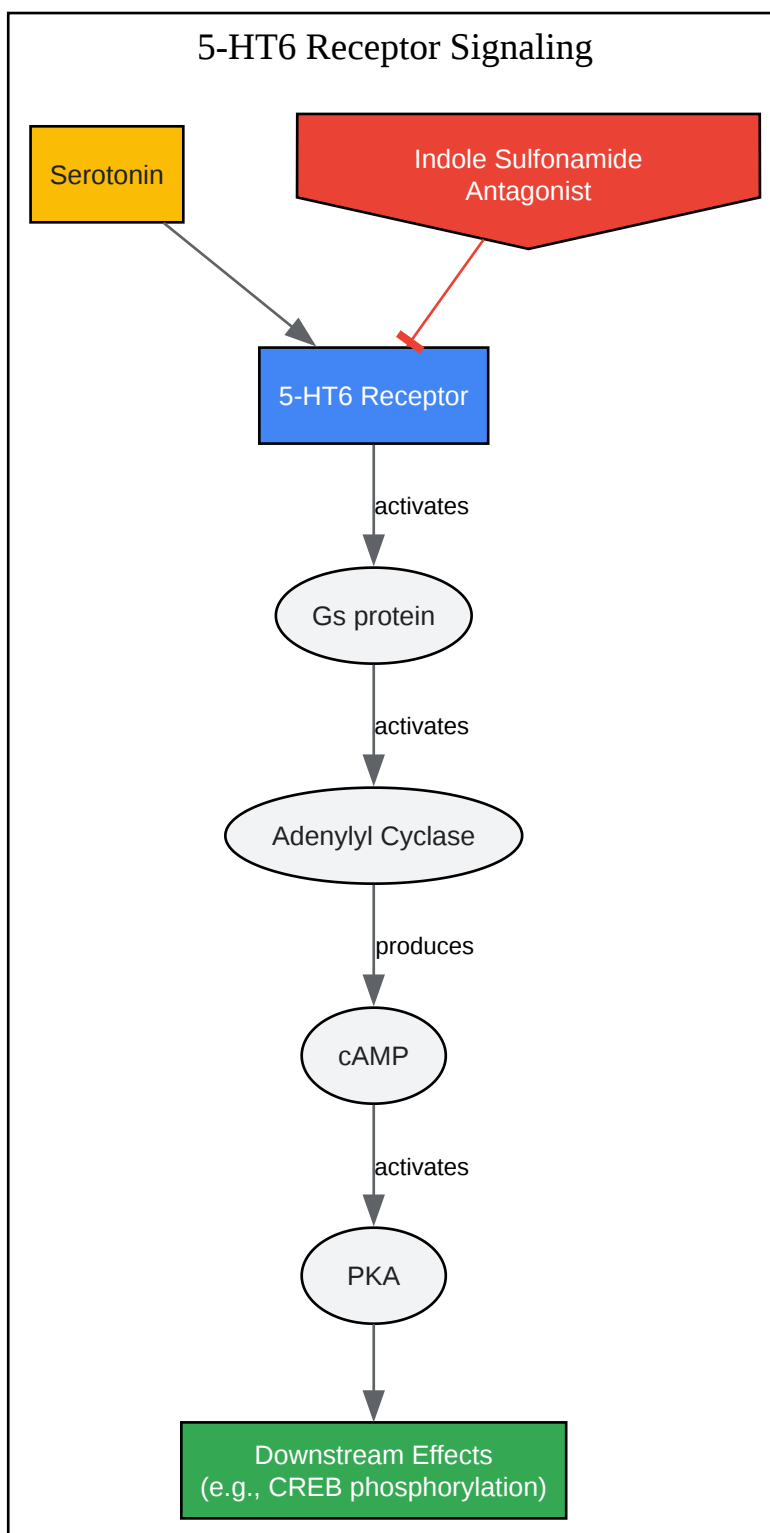 5-HT6 Receptor Signaling
Serotonin
Indole Sulfonamide
Antagonist
5-HT6 Receptor
activates
Gs protein
activates
Adenylyl Cyclase
produces
cAMP
activates
PKA
Downstream Effects
(e.g., CREB phosphorylation)